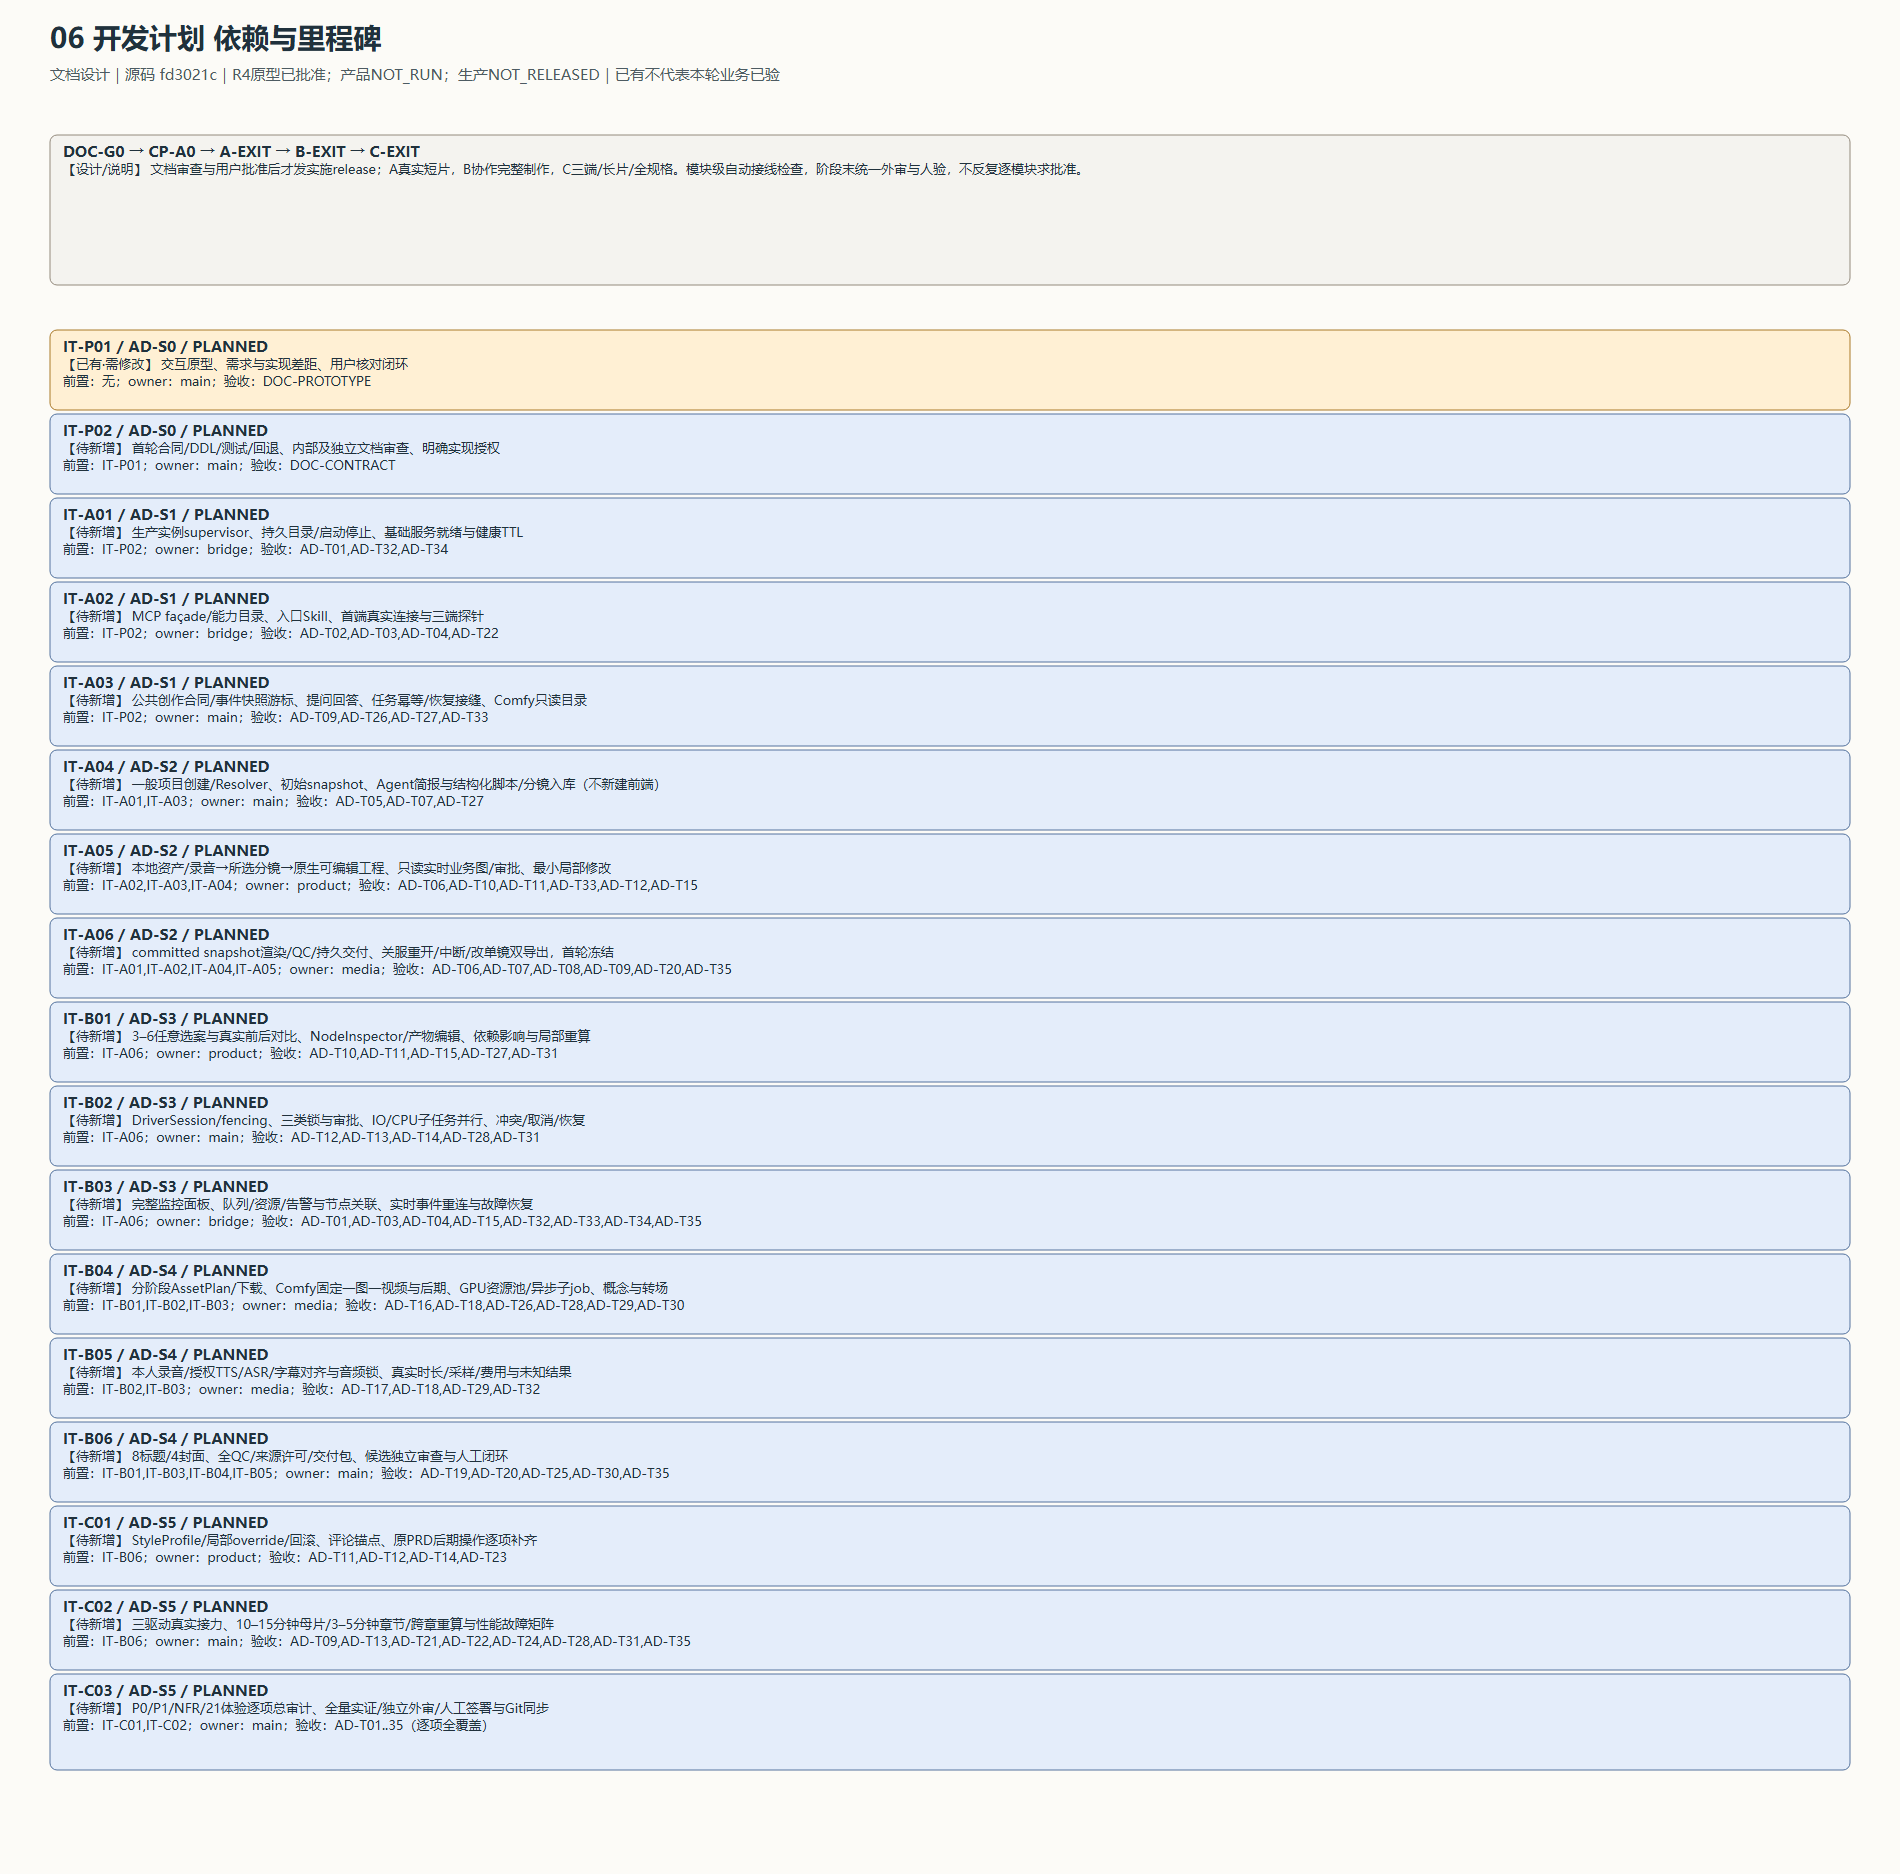 06 开发计划 依赖与里程碑
文档设计｜源码 fd3021c｜R4原型已批准；产品NOT_RUN；生产NOT_RELEASED｜已有不代表本轮业务已验
DOC-G0 → CP-A0 → A-EXIT → B-EXIT → C-EXIT
【设计/说明】 文档审查与用户批准后才发实施release；A真实短片，B协作完整制作，C三端/长片/全规格。模块级自动接线检查，阶段末统一外审与人验，不反复逐模块求批准。
IT-P01 / AD-S0 / PLANNED
【已有·需修改】 交互原型、需求与实现差距、用户核对闭环
前置：无；owner：main；验收：DOC-PROTOTYPE
IT-P02 / AD-S0 / PLANNED
【待新增】 首轮合同/DDL/测试/回退、内部及独立文档审查、明确实现授权
前置：IT-P01；owner：main；验收：DOC-CONTRACT
IT-A01 / AD-S1 / PLANNED
【待新增】 生产实例supervisor、持久目录/启动停止、基础服务就绪与健康TTL
前置：IT-P02；owner：bridge；验收：AD-T01,AD-T32,AD-T34
IT-A02 / AD-S1 / PLANNED
【待新增】 MCP façade/能力目录、入口Skill、首端真实连接与三端探针
前置：IT-P02；owner：bridge；验收：AD-T02,AD-T03,AD-T04,AD-T22
IT-A03 / AD-S1 / PLANNED
【待新增】 公共创作合同/事件快照游标、提问回答、任务幂等/恢复接缝、Comfy只读目录
前置：IT-P02；owner：main；验收：AD-T09,AD-T26,AD-T27,AD-T33
IT-A04 / AD-S2 / PLANNED
【待新增】 一般项目创建/Resolver、初始snapshot、Agent简报与结构化脚本/分镜入库（不新建前端）
前置：IT-A01,IT-A03；owner：main；验收：AD-T05,AD-T07,AD-T27
IT-A05 / AD-S2 / PLANNED
【待新增】 本地资产/录音→所选分镜→原生可编辑工程、只读实时业务图/审批、最小局部修改
前置：IT-A02,IT-A03,IT-A04；owner：product；验收：AD-T06,AD-T10,AD-T11,AD-T33,AD-T12,AD-T15
IT-A06 / AD-S2 / PLANNED
【待新增】 committed snapshot渲染/QC/持久交付、关服重开/中断/改单镜双导出，首轮冻结
前置：IT-A01,IT-A02,IT-A04,IT-A05；owner：media；验收：AD-T06,AD-T07,AD-T08,AD-T09,AD-T20,AD-T35
IT-B01 / AD-S3 / PLANNED
【待新增】 3–6任意选案与真实前后对比、NodeInspector/产物编辑、依赖影响与局部重算
前置：IT-A06；owner：product；验收：AD-T10,AD-T11,AD-T15,AD-T27,AD-T31
IT-B02 / AD-S3 / PLANNED
【待新增】 DriverSession/fencing、三类锁与审批、IO/CPU子任务并行、冲突/取消/恢复
前置：IT-A06；owner：main；验收：AD-T12,AD-T13,AD-T14,AD-T28,AD-T31
IT-B03 / AD-S3 / PLANNED
【待新增】 完整监控面板、队列/资源/告警与节点关联、实时事件重连与故障恢复
前置：IT-A06；owner：bridge；验收：AD-T01,AD-T03,AD-T04,AD-T15,AD-T32,AD-T33,AD-T34,AD-T35
IT-B04 / AD-S4 / PLANNED
【待新增】 分阶段AssetPlan/下载、Comfy固定一图一视频与后期、GPU资源池/异步子job、概念与转场
前置：IT-B01,IT-B02,IT-B03；owner：media；验收：AD-T16,AD-T18,AD-T26,AD-T28,AD-T29,AD-T30
IT-B05 / AD-S4 / PLANNED
【待新增】 本人录音/授权TTS/ASR/字幕对齐与音频锁、真实时长/采样/费用与未知结果
前置：IT-B02,IT-B03；owner：media；验收：AD-T17,AD-T18,AD-T29,AD-T32
IT-B06 / AD-S4 / PLANNED
【待新增】 8标题/4封面、全QC/来源许可/交付包、候选独立审查与人工闭环
前置：IT-B01,IT-B03,IT-B04,IT-B05；owner：main；验收：AD-T19,AD-T20,AD-T25,AD-T30,AD-T35
IT-C01 / AD-S5 / PLANNED
【待新增】 StyleProfile/局部override/回滚、评论锚点、原PRD后期操作逐项补齐
前置：IT-B06；owner：product；验收：AD-T11,AD-T12,AD-T14,AD-T23
IT-C02 / AD-S5 / PLANNED
【待新增】 三驱动真实接力、10–15分钟母片/3–5分钟章节/跨章重算与性能故障矩阵
前置：IT-B06；owner：main；验收：AD-T09,AD-T13,AD-T21,AD-T22,AD-T24,AD-T28,AD-T31,AD-T35
IT-C03 / AD-S5 / PLANNED
【待新增】 P0/P1/NFR/21体验逐项总审计、全量实证/独立外审/人工签署与Git同步
前置：IT-C01,IT-C02；owner：main；验收：AD-T01..35（逐项全覆盖）